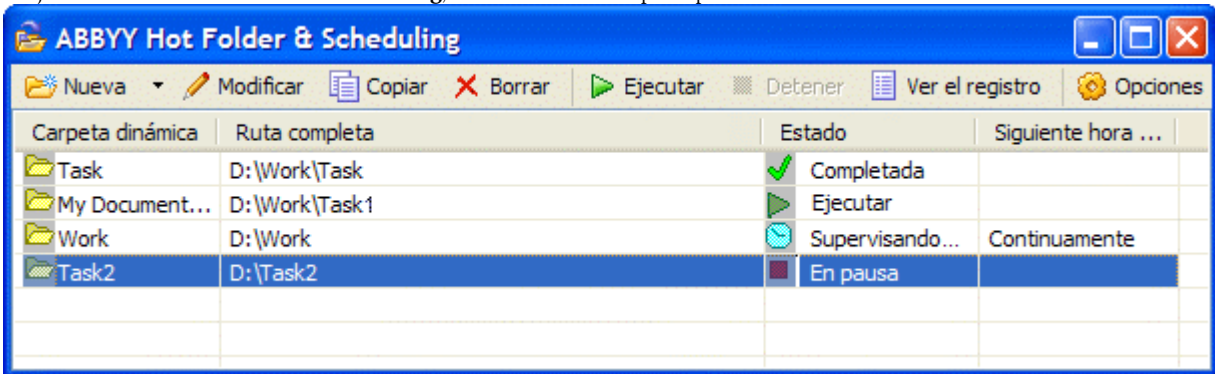 ABBYY Hot Folder & Scheduling
Nueva Modificar Copiar Borrar Ejecutar Detener Ver el registro Opciones
Carpeta dinámica Ruta completa Estado Siguiente hora ...
Task D:\Work\Task Completada
My Document... D:\Work\Task1 Ejecutar
Work D:\Work Supervisando... Continuamente
Task2 D:\Task2 En pausa